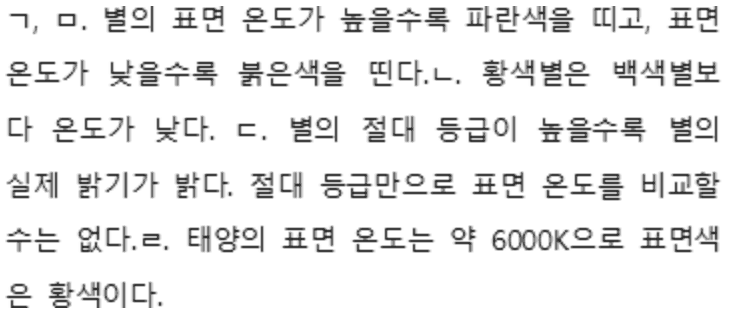 ㄱ, ㅁ. 별의 표면 온도가 높을수록 파란색을 띠고, 표면
온도가 낮을수록 붉은색을 띤다.ㄴ. 황색별은 백색별보
다 온도가 낮다. ㄷ. 별의 절대 등급이 높을수록 별의
실제 밝기가 밝다. 절대 등급만으로 표면 온도를 비교할
수는 없다.ㄹ. 태양의 표면 온도는 약 6000K으로 표면색
은 황색이다.